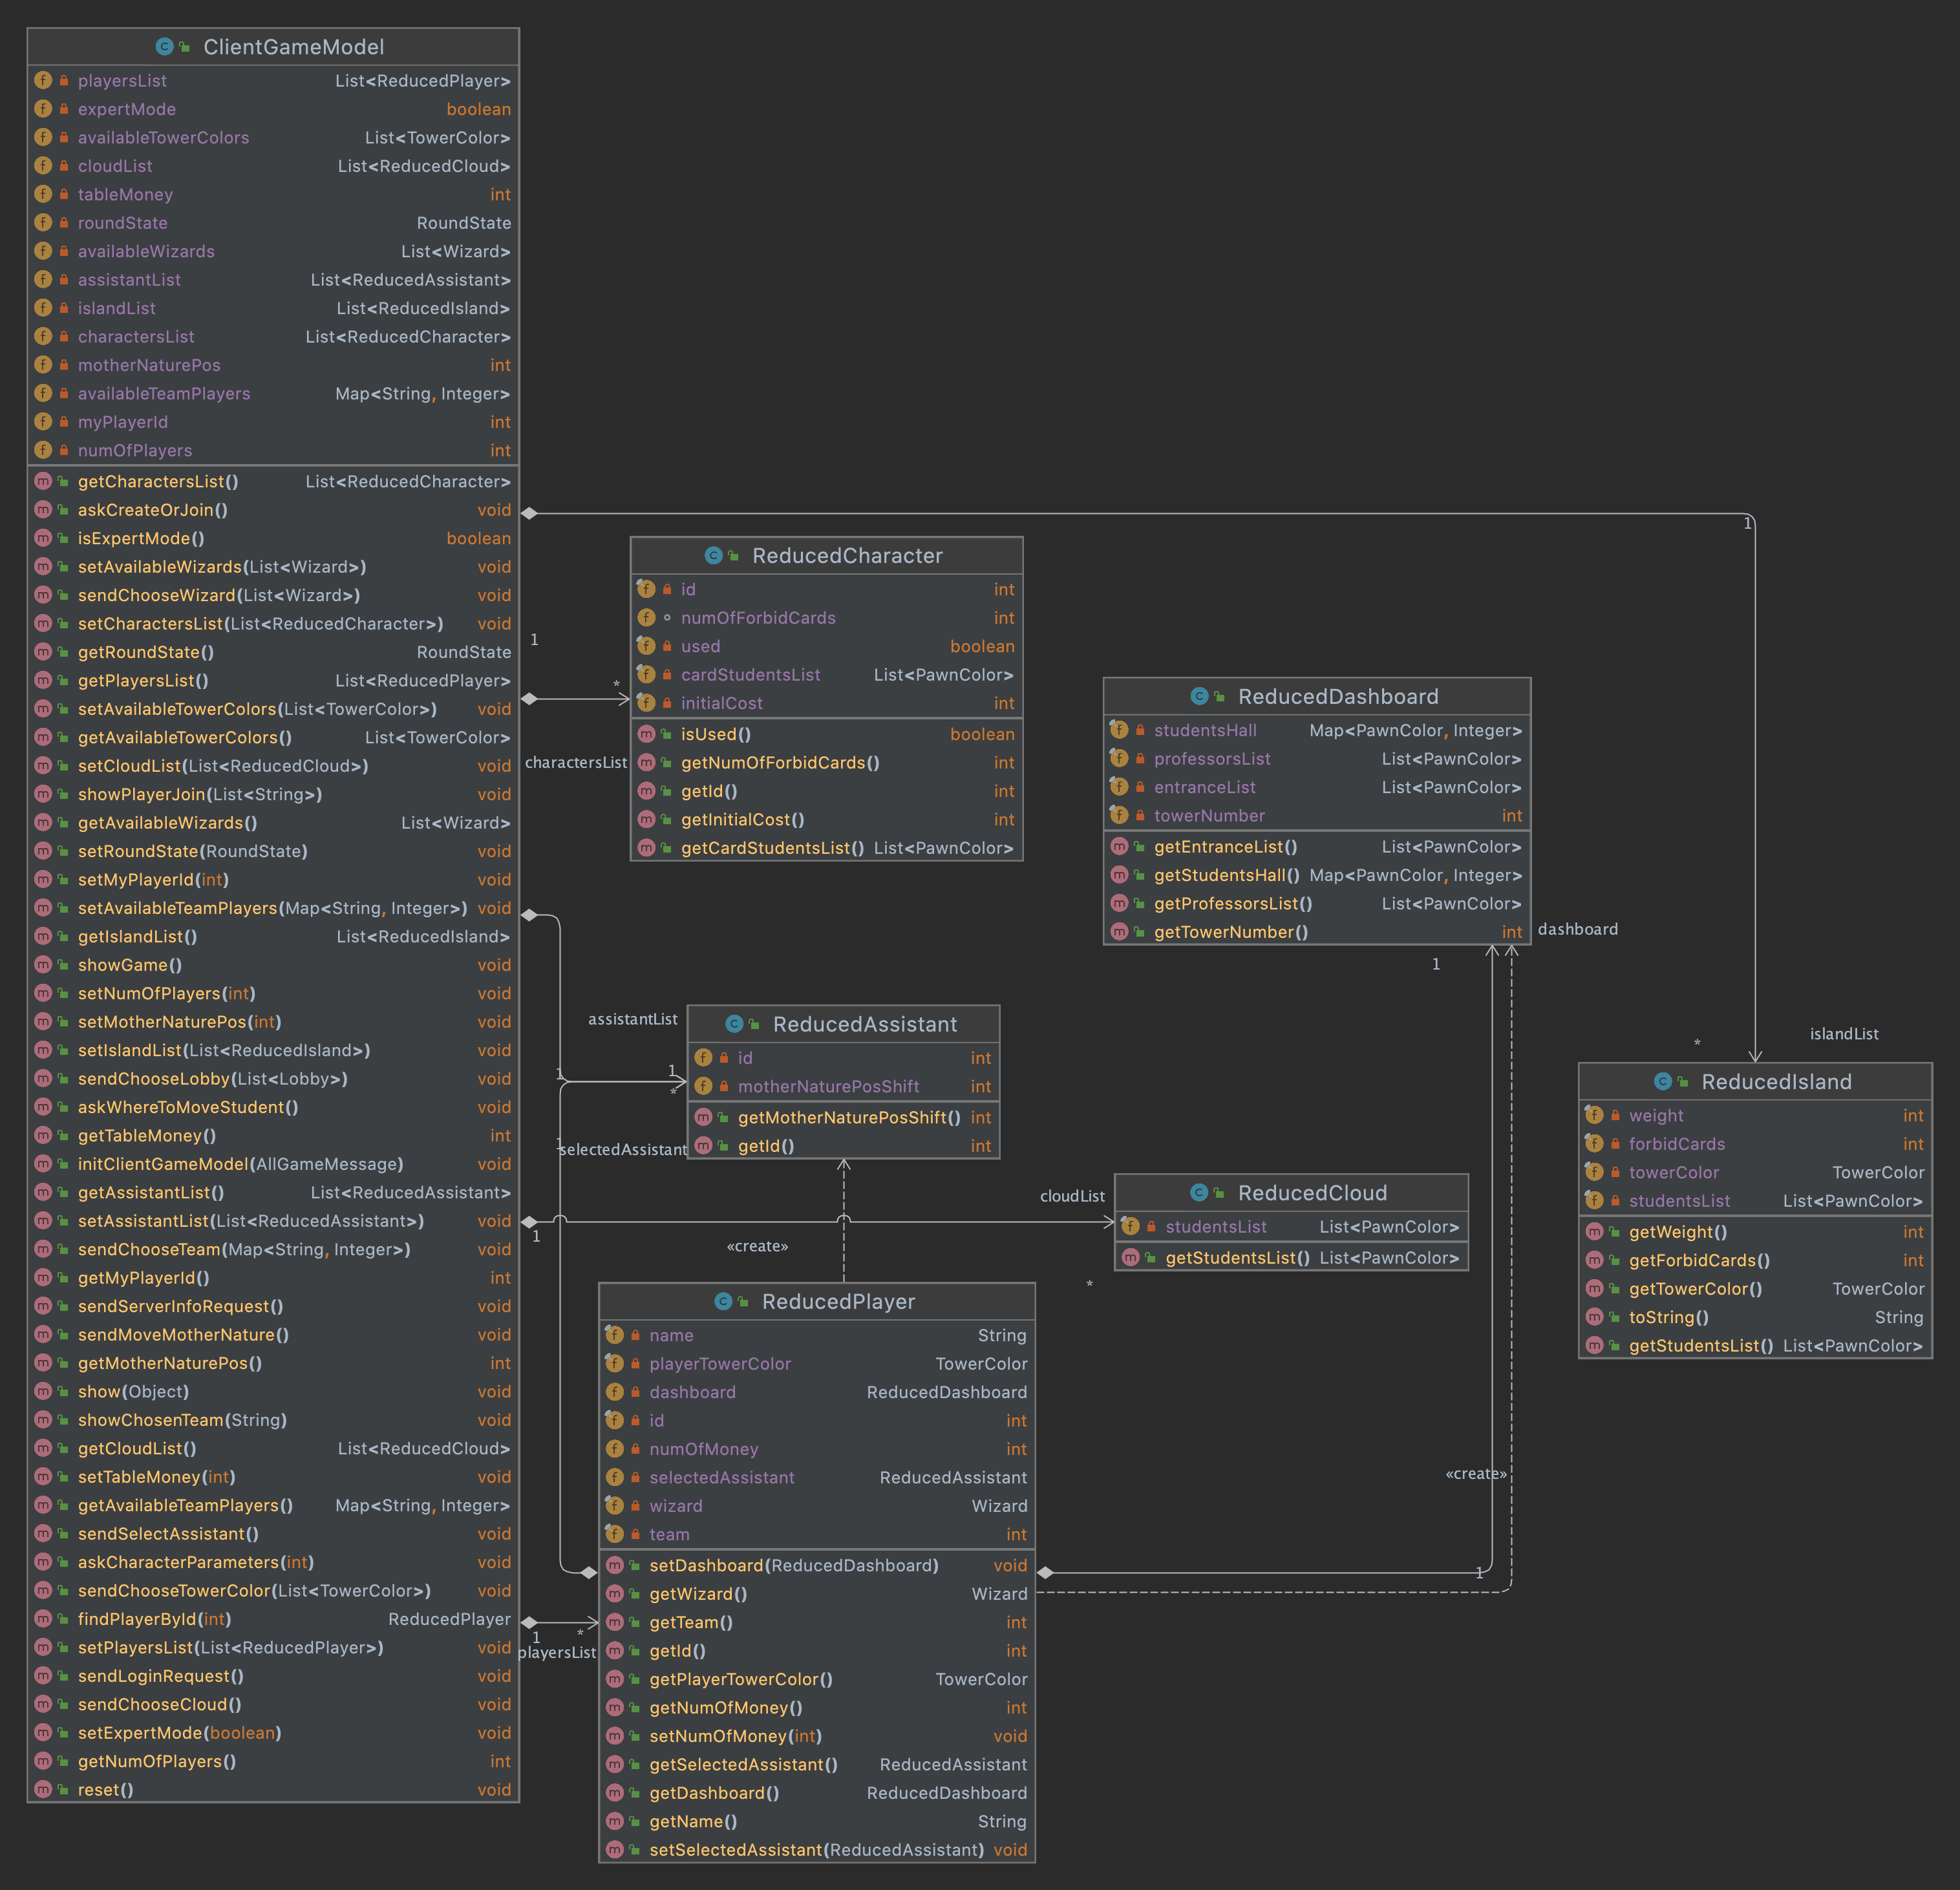 ClientGameModel
playersList List<ReducedPlayer>
expertMode boolean
availableTowerColors List<TowerColor>
cloudList List<ReducedCloud>
tableMoney int
roundState RoundState
availableWizards List<Wizard>
assistantList List<ReducedAssistant>
islandList List<ReducedIsland>
charactersList List<ReducedCharacter>
motherNaturePos int
availableTeamPlayers Map<String, Integer>
myPlayerId int
numOfPlayers int
getCharactersList() List<ReducedCharacter>
askCreateOrJoin() void
isExpertMode() boolean
setAvailableWizards(List<Wizard>) void
sendChooseWizard(List<Wizard>) void
setCharactersList(List<ReducedCharacter>) void
getRoundState() RoundState
getPlayersList() List<ReducedPlayer>
setAvailableTowerColors(List<TowerColor>) void
getAvailableTowerColors() List<TowerColor>
setCloudList(List<ReducedCloud>) void
showPlayerJoin(List<String>) void
getAvailableWizards() List<Wizard>
setRoundState(RoundState) void
setMyPlayerId(int) void
setAvailableTeamPlayers(Map<String, Integer>) void
getIslandList() List<ReducedIsland>
showGame() void
setNumOfPlayers(int) void
setMotherNaturePos(int) void
setIslandList(List<ReducedIsland>) void
sendChooseLobby(List<Lobby>) void
askWhereToMoveStudent() void
getTableMoney() int
initClientGameModel(AllGameMessage) void
getAssistantList() List<ReducedAssistant>
setAssistantList(List<ReducedAssistant>) void
sendChooseTeam(Map<String, Integer>) void
getMyPlayerId() int
sendServerInfoRequest() void
sendMoveMotherNature() void
getMotherNaturePos() int
show(Object) void
showChosenTeam(String) void
getCloudList() List<ReducedCloud>
setTableMoney(int) void
getAvailableTeamPlayers() Map<String, Integer>
sendSelectAssistant() void
askCharacterParameters(int) void
sendChooseTowerColor(List<TowerColor>) void
findPlayerById(int) ReducedPlayer
setPlayersList(List<ReducedPlayer>) void
sendLoginRequest() void
sendChooseCloud() void
setExpertMode(boolean) void
getNumOfPlayers() int
reset() void
1
*
charactersList
ReducedCharacter
id int
numOfForbidCards int
used boolean
cardStudentsList List<PawnColor>
initialCost int
isUsed() boolean
getNumOfForbidCards() int
getId() int
getInitialCost() int
getCardStudentsList() List<PawnColor>
ReducedDashboard
studentsHall Map<PawnColor, Integer>
professorsList List<PawnColor>
entranceList List<PawnColor>
towerNumber int
getEntranceList() List<PawnColor>
getStudentsHall() Map<PawnColor, Integer>
getProfessorsList() List<PawnColor>
getTowerNumber() int
dashboard
1
1
*
islandList
ReducedIsland
weight int
forbidCards int
towerColor TowerColor
studentsList List<PawnColor>
getWeight() int
getForbidCards() int
getTowerColor() TowerColor
toString() String
getStudentsList() List<PawnColor>
assistantList
1
1
*
1
selectedAssistant
ReducedAssistant
id int
motherNaturePosShift int
getMotherNaturePosShift() int
getId() int
cloudList
1
*
«create»
ReducedCloud
studentsList List<PawnColor>
getStudentsList() List<PawnColor>
ReducedPlayer
name String
playerTowerColor TowerColor
dashboard ReducedDashboard
id int
numOfMoney int
selectedAssistant ReducedAssistant
wizard Wizard
team int
setDashboard(ReducedDashboard) void
getWizard() Wizard
getTeam() int
getId() int
getPlayerTowerColor() TowerColor
getNumOfMoney() int
setNumOfMoney(int) void
getSelectedAssistant() ReducedAssistant
getDashboard() ReducedDashboard
getName() String
setSelectedAssistant(ReducedAssistant) void
«create»
1
1
*
playersList